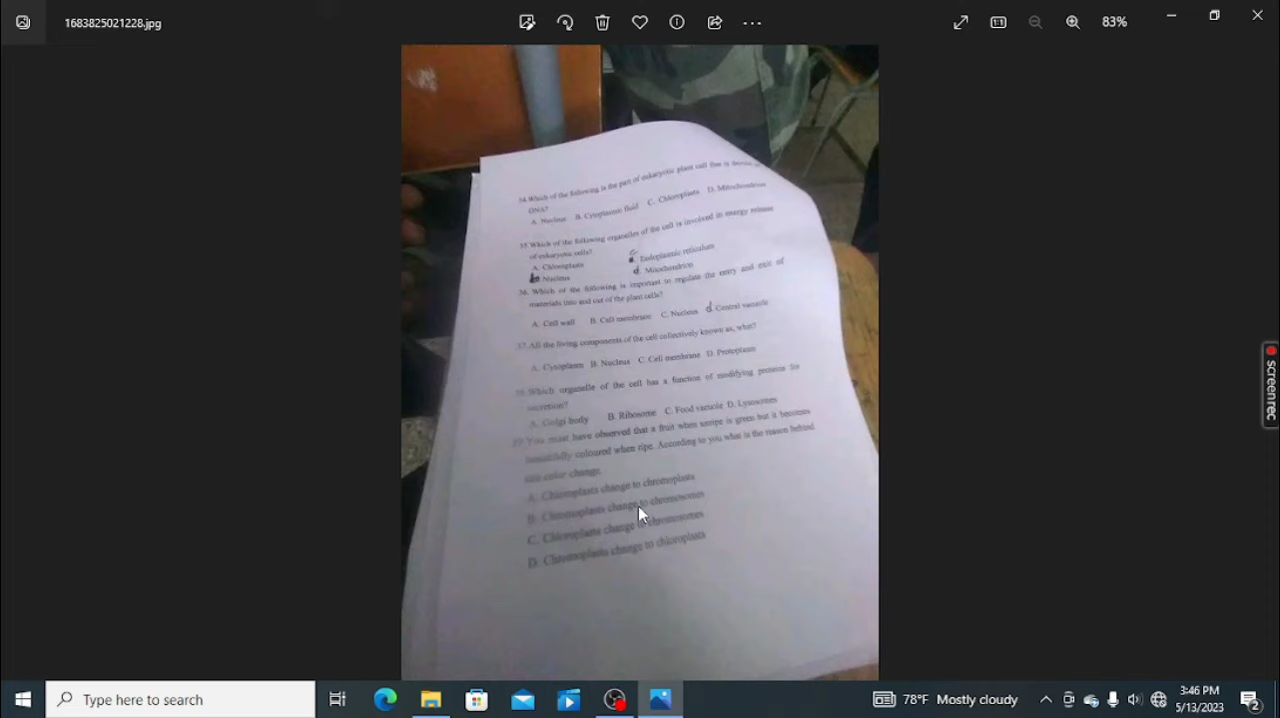 1683825021228.jpg
83%
34. Which of the following is the part of eukaryotic plant cell that is
DNA?
A. Nucleus B. Cytoplasmic fluid C. Chloroplasts D. Mitochondrion
35. Which of the following organelles of the cell is involved in energy release
of eukaryotic cells?
A. Chloroplasts c. Endoplasmic reticulum
Nucleus d. Mitochondrion
36. Which of the following is important to regulate the entry and exit of
materials into and out of the plant cells?
A. Cell wall B. Cell membrane C. Nucleus d. Central vacuole
37. All the living components of the cell collectively known as, what?
A. Cytoplasm B. Nucleus C. Cell membrane D. Protoplasm
Which organelle of the cell has a function of modifying proteins for
secretion?
A. Golgi body B. Ribosome C. Food vacuole D. Lysosomes
You must have observed that a fruit when unripe is green but it becomes
beautifully coloured when ripe. According to you what is the reason behind
this color change.
A. Chloroplasts change to chromoplasts
B. Chromoplasts change to chromosomes
C. Chloroplasts change to chromosomes
D. Chromoplasts change to chloroplasts
screenrec
Type here to search
78°F Mostly cloudy
3:46 PM
5/13/2023
2